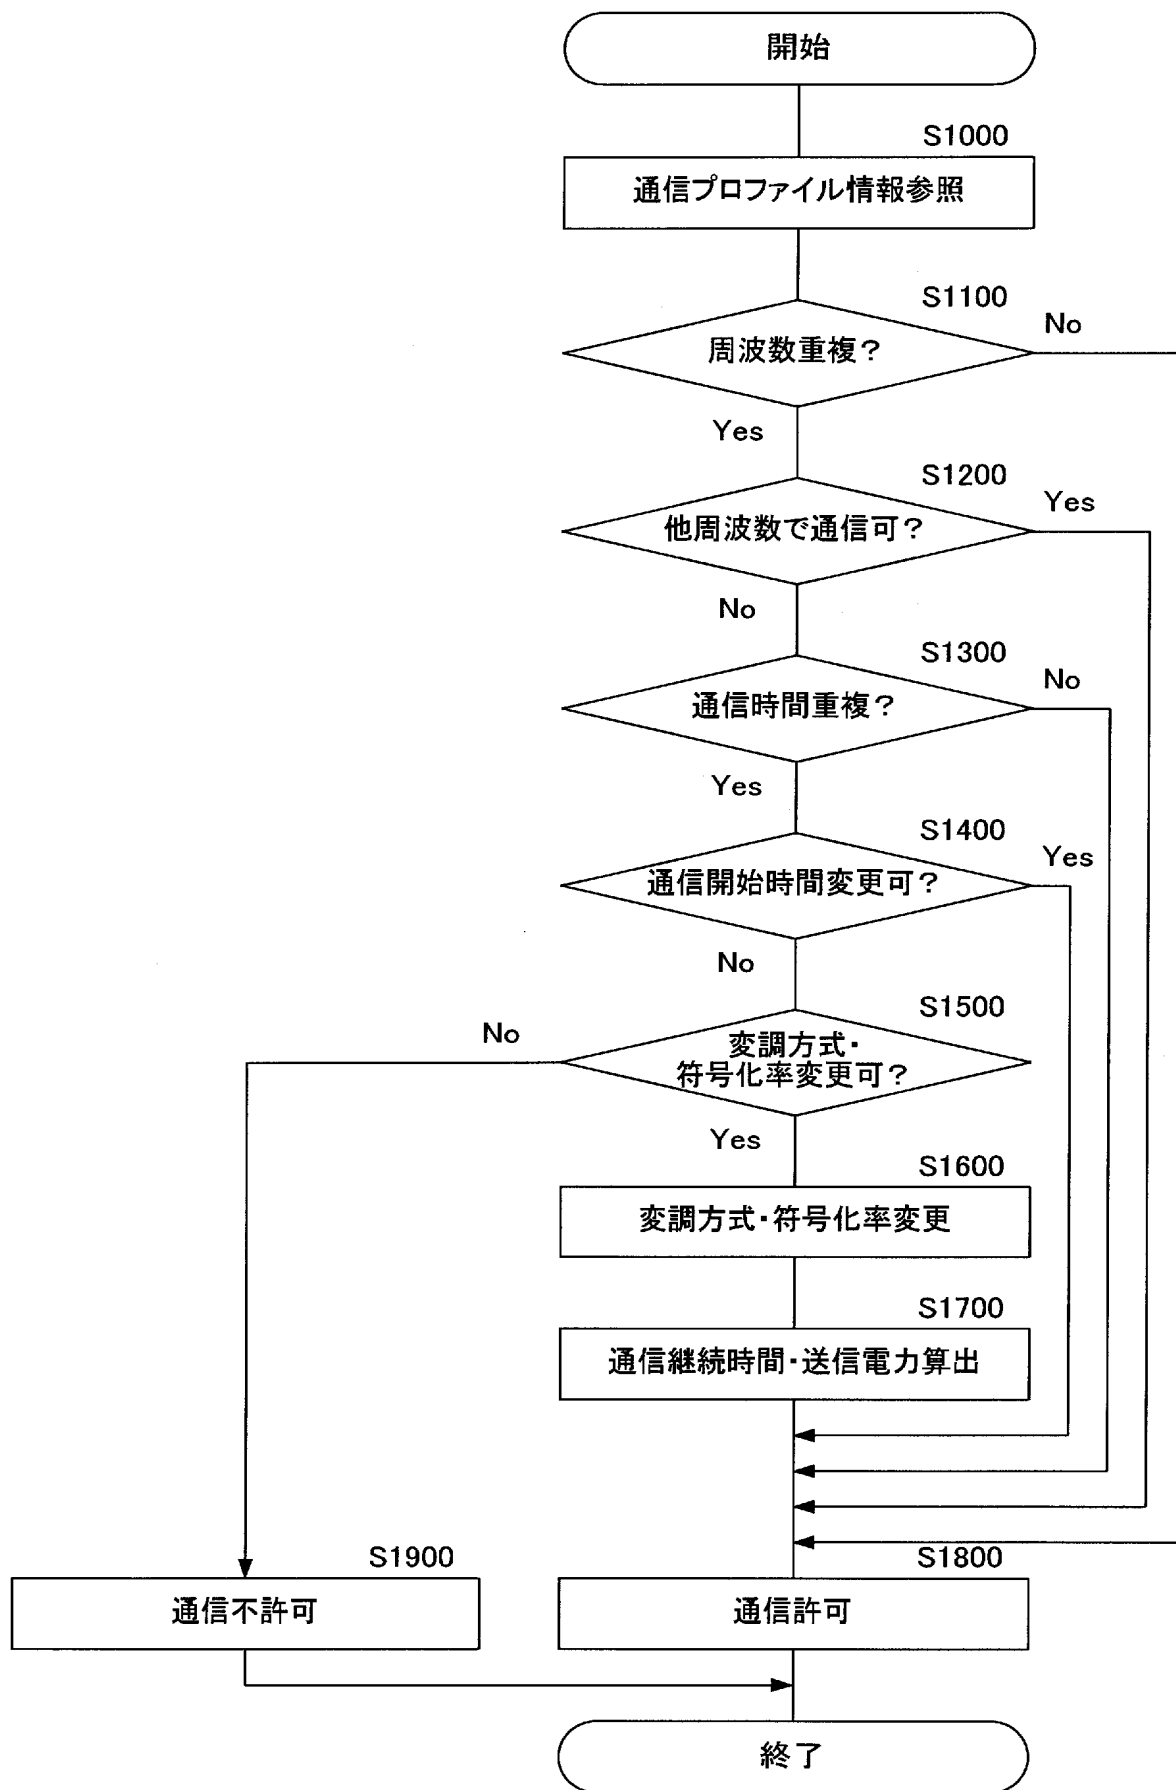 開始
S1000
通信プロファイル情報参照
S1100
周波数重複?
No
Yes
S1200
他周波数で通信可?
Yes
No
S1300
通信時間重複?
No
Yes
S1400
通信開始時間変更可?
Yes
No
S1500
変調方式・
符号化率変更可?
No
Yes
S1600
変調方式・符号化率変更
S1700
通信継続時間・送信電力算出
S1900
通信不許可
S1800
通信許可
終了